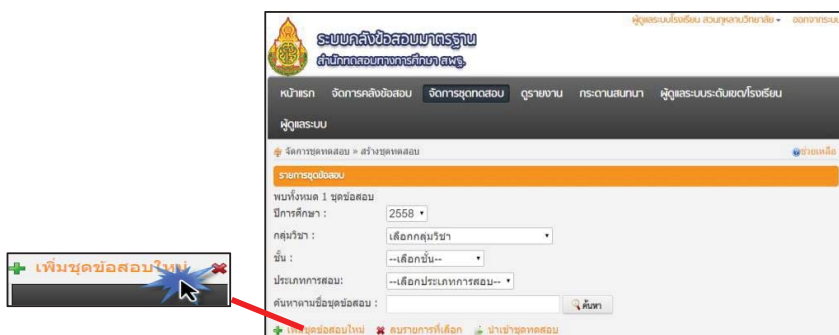 ผู้ดูแลระบบโรงเรียน สวนกุหลาบวิทยาลัย ออกจากระบบ
ระบบคลังข้อสอบมาตรฐาน
สำนักทดสอบทางการศึกษา สพฐ.
หน้าแรก จัดการคลังข้อสอบ จัดการชุดทดสอบ ดูรายงาน กระดานสนทนา ผู้ดูแลระบบระดับเขต/โรงเรียน
ผู้ดูแลระบบ
จัดการชุดทดสอบ » สร้างชุดทดสอบ ช่วยเหลือ
รายการชุดข้อสอบ
พบทั้งหมด 1 ชุดข้อสอบ
ปีการศึกษา : 2558
กลุ่มวิชา : เลือกกลุ่มวิชา
ชั้น : --เลือกชั้น--
ประเภทการสอบ: --เลือกประเภทการสอบ--
ค้นหาตามชื่อชุดข้อสอบ : ค้นหา
เพิ่มชุดข้อสอบใหม่ ลบรายการที่เลือก นำเข้าชุดทดสอบ
เพิ่มชุดข้อสอบใหม่